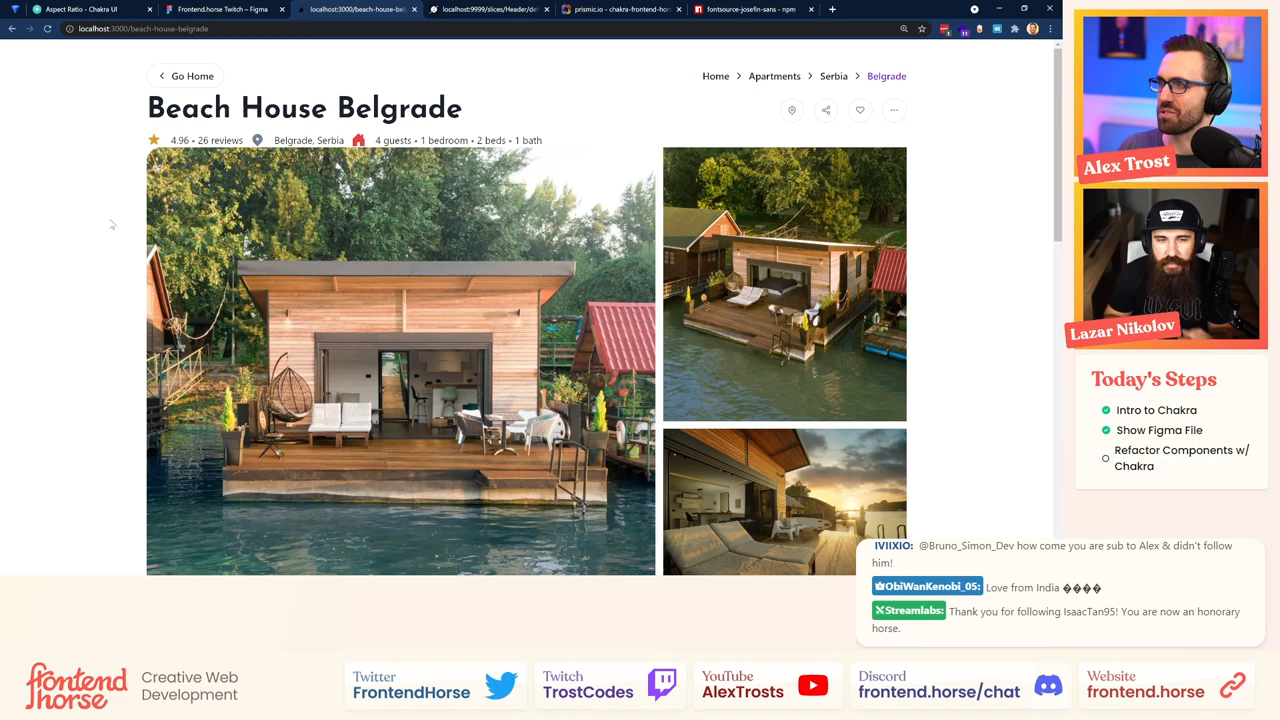 Aspect Ratio - Chakra UI
Frontend.horse Twitch – Figma
localhost:3000/beach-house-bel
localhost:9999/slices/Header/de
prismic.io - chakra-frontend-hor
fontsource-josefin-sans - npm
localhost:3000/beach-house-belgrade
Go Home
Home
Apartments
Serbia
Belgrade
Beach House Belgrade
4.96 • 26 reviews
Belgrade, Serbia
4 guests • 1 bedroom • 2 beds • 1 bath
Alex Trost
Lazar Nikolov
Today's Steps
Intro to Chakra
Show Figma File
Refactor Components w/
Chakra
IVIIXIO: @Bruno_Simon_Dev how come you are sub to Alex & didn't follow
him!
ObiWanKenobi_05: Love from India ����
Streamlabs: Thank you for following IsaacTan95! You are now an honorary
horse.
frontend
horse
Creative Web
Development
Twitter
FrontendHorse
Twitch
TrostCodes
YouTube
AlexTrosts
Discord
frontend.horse/chat
Website
frontend.horse